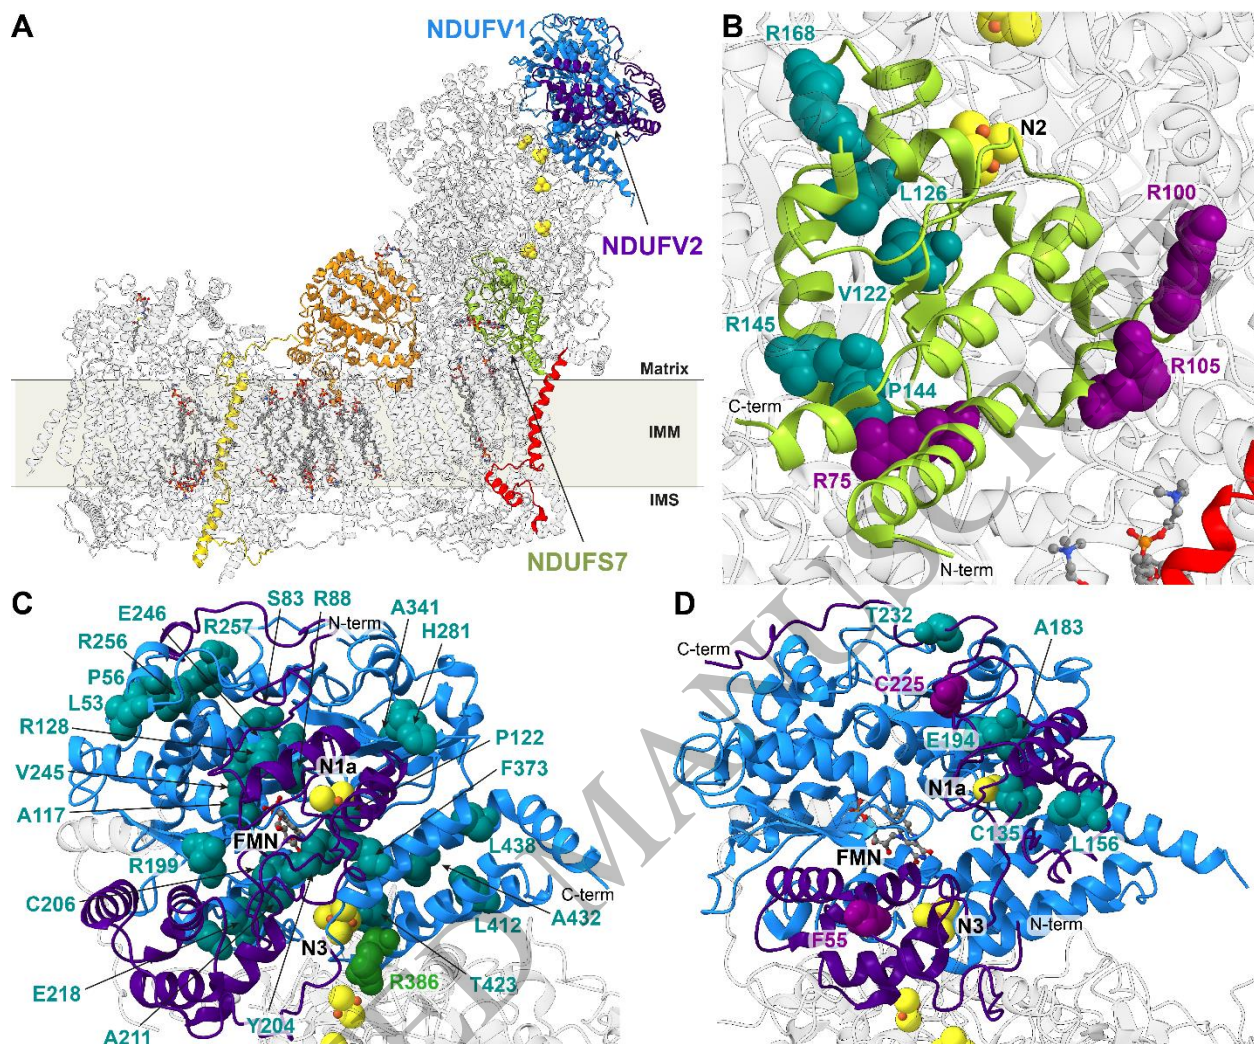 A
NDUFV1
NDUFV2
Matrix
IMM
IMS
NDUFS7
B
R168
N2
L126
R100
V122
R145
R105
P144
C-term
R75
N-term
C
S83
R88
E246
R257
N-term
A341
H281
R256
P56
L53
R128
P122
N1a
V245
F373
A117
FMN
R199
L438
C-term
C206
L412
A432
N3
R386
T423
E218
Y204
A211
D
T232
A183
C-term
C225
E194
N1a
C135
L156
FMN
N3
N-term
F55
ED MANUSCRIPT